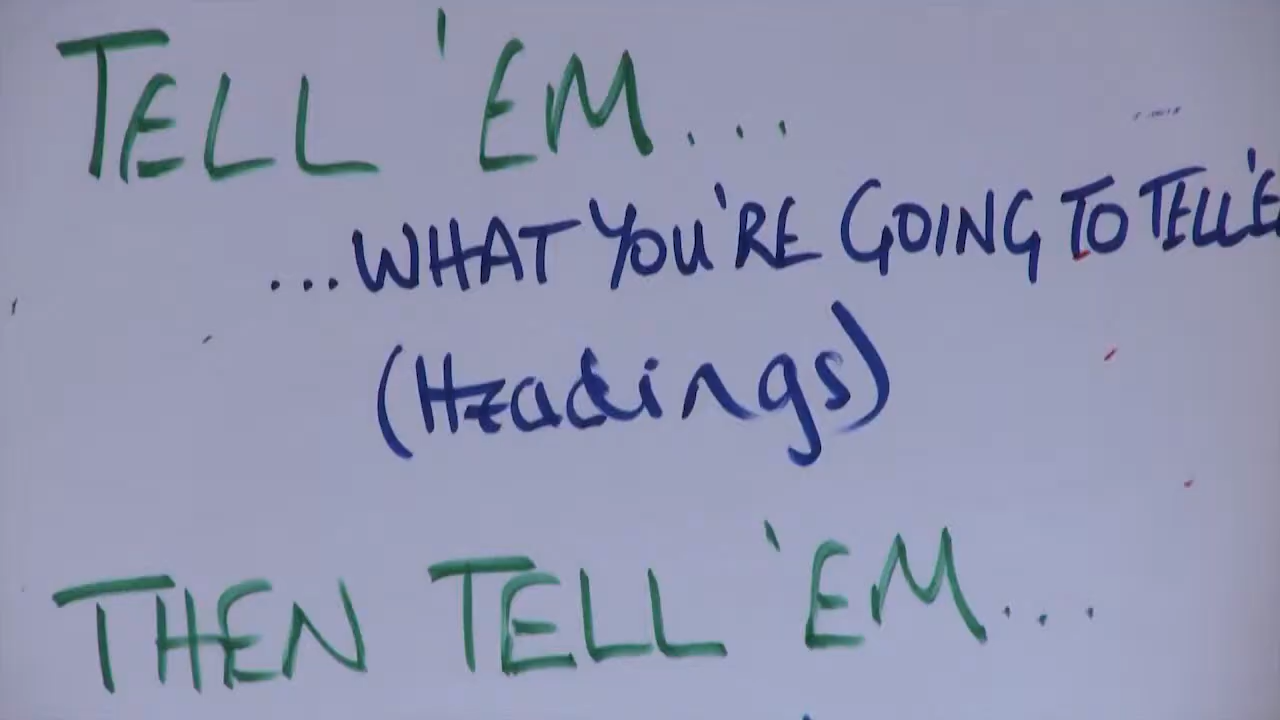 TELL 'EM...
...WHAT YOU'RE GOING TO TELL 'E
(Headings)
THEN TELL 'EM...